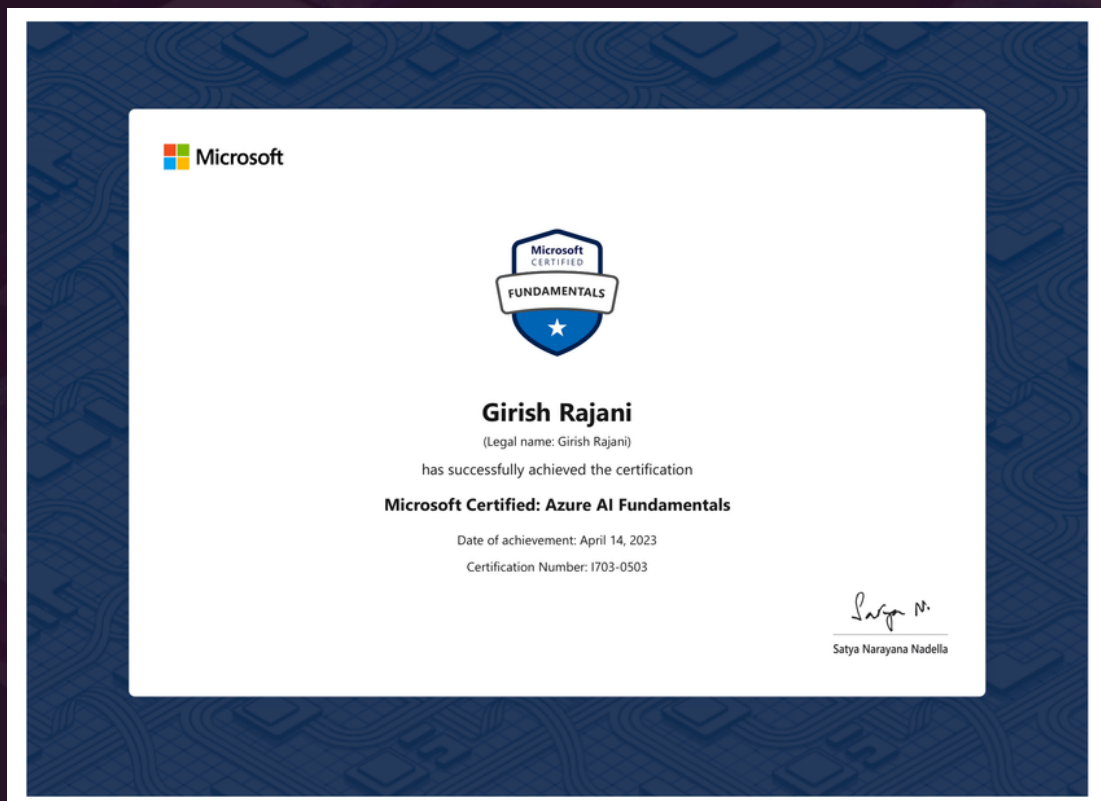 Microsoft
Microsoft
CERTIFIED
FUNDAMENTALS
Girish Rajani
(Legal name: Girish Rajani)
has successfully achieved the certification
Microsoft Certified: Azure AI Fundamentals
Date of achievement: April 14, 2023
Certification Number: I703-0503
Satya N.
Satya Narayana Nadella